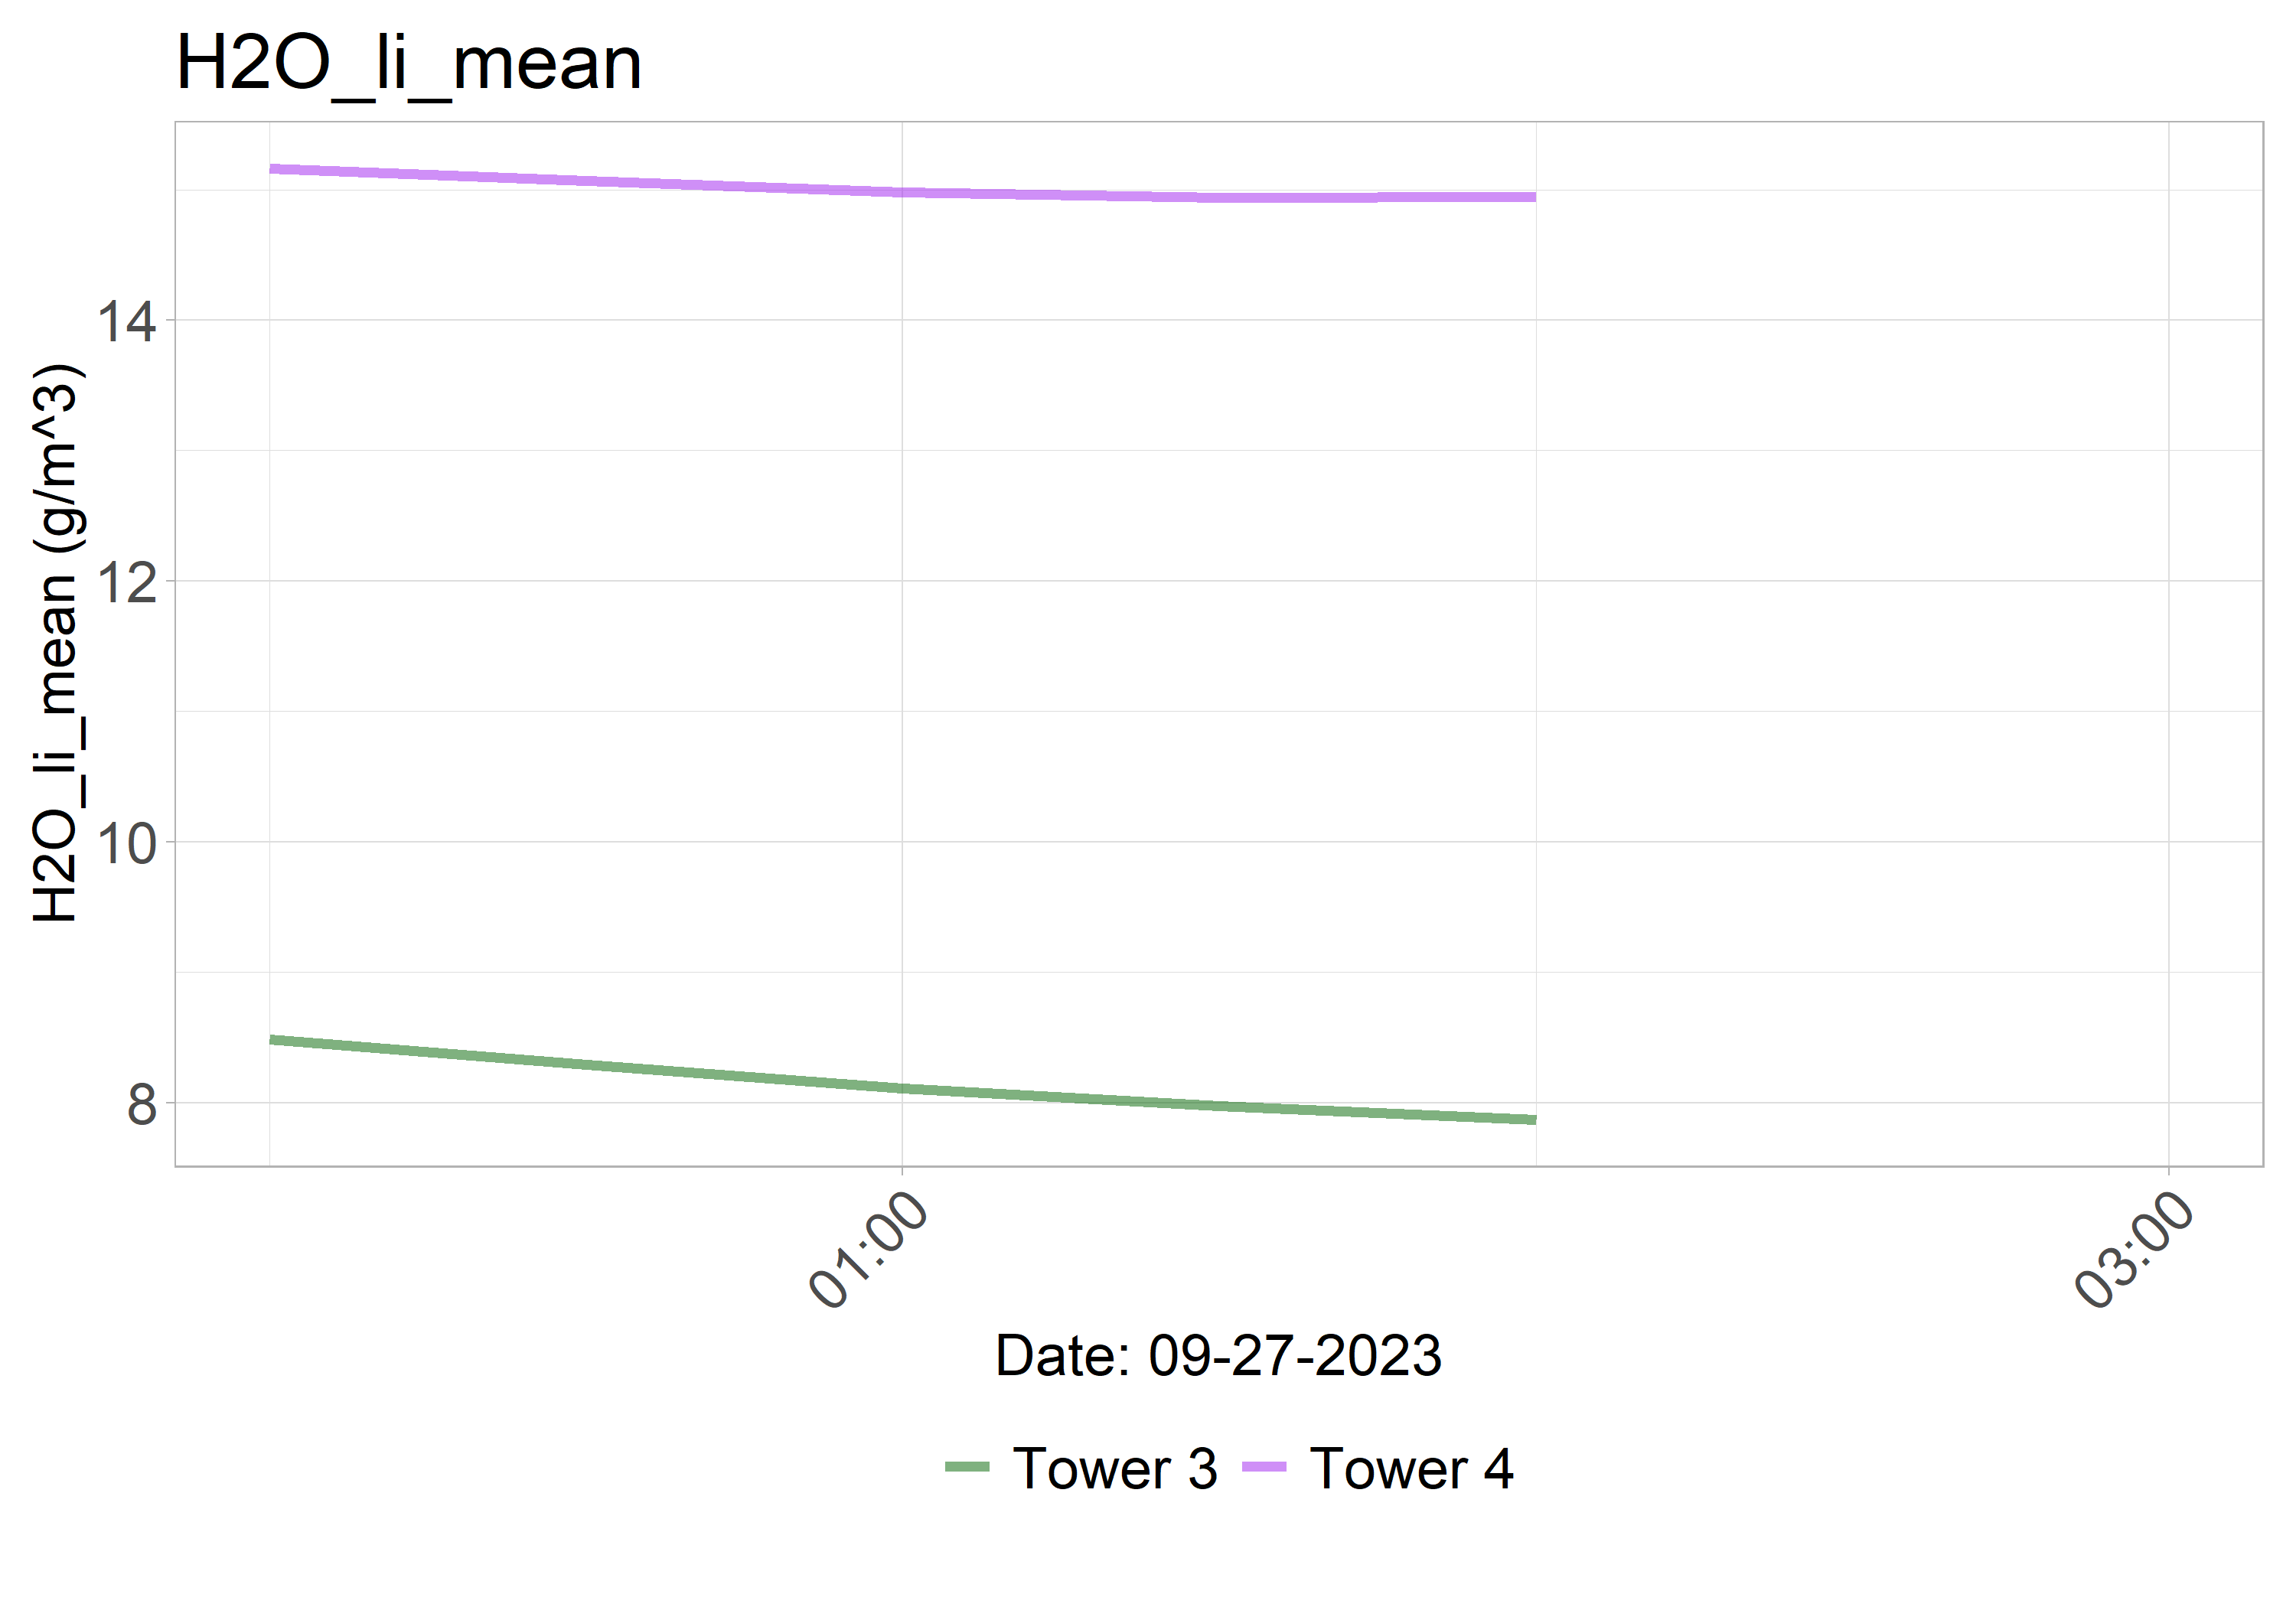 H2O_li_mean
H2O_li_mean (g/m^3)
14
12
10
8
01:00
03:00
Date: 09-27-2023
Tower 3 Tower 4